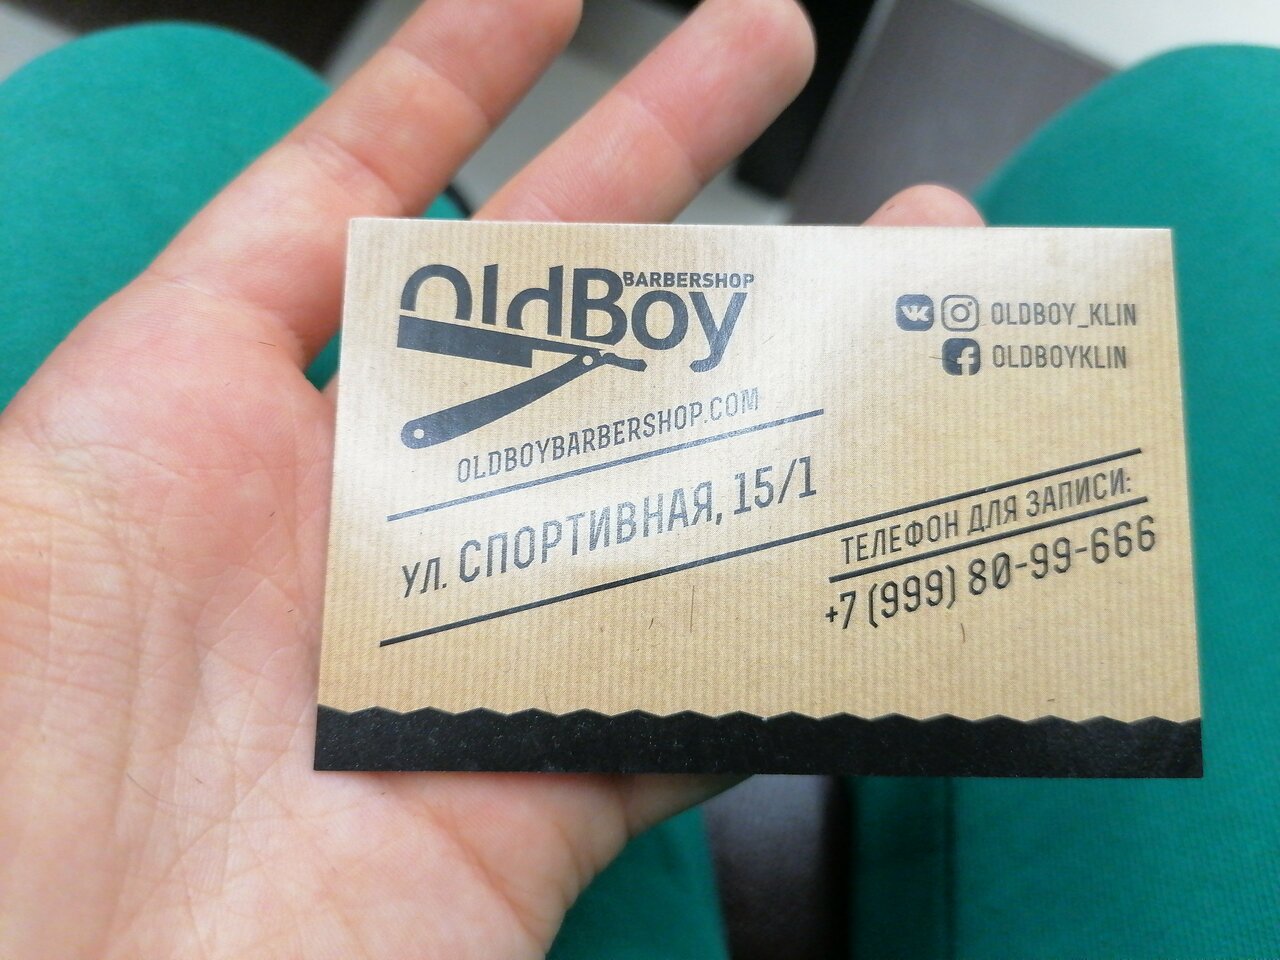 OldBoy
BARBERSHOP
OLDBOYBARBERSHOP.COM
УЛ. СПОРТИВНАЯ, 15/1
OLDBOY_KLIN
OLDBOYKLIN
ТЕЛЕФОН ДЛЯ ЗАПИСИ:
+7 (999) 80-99-666